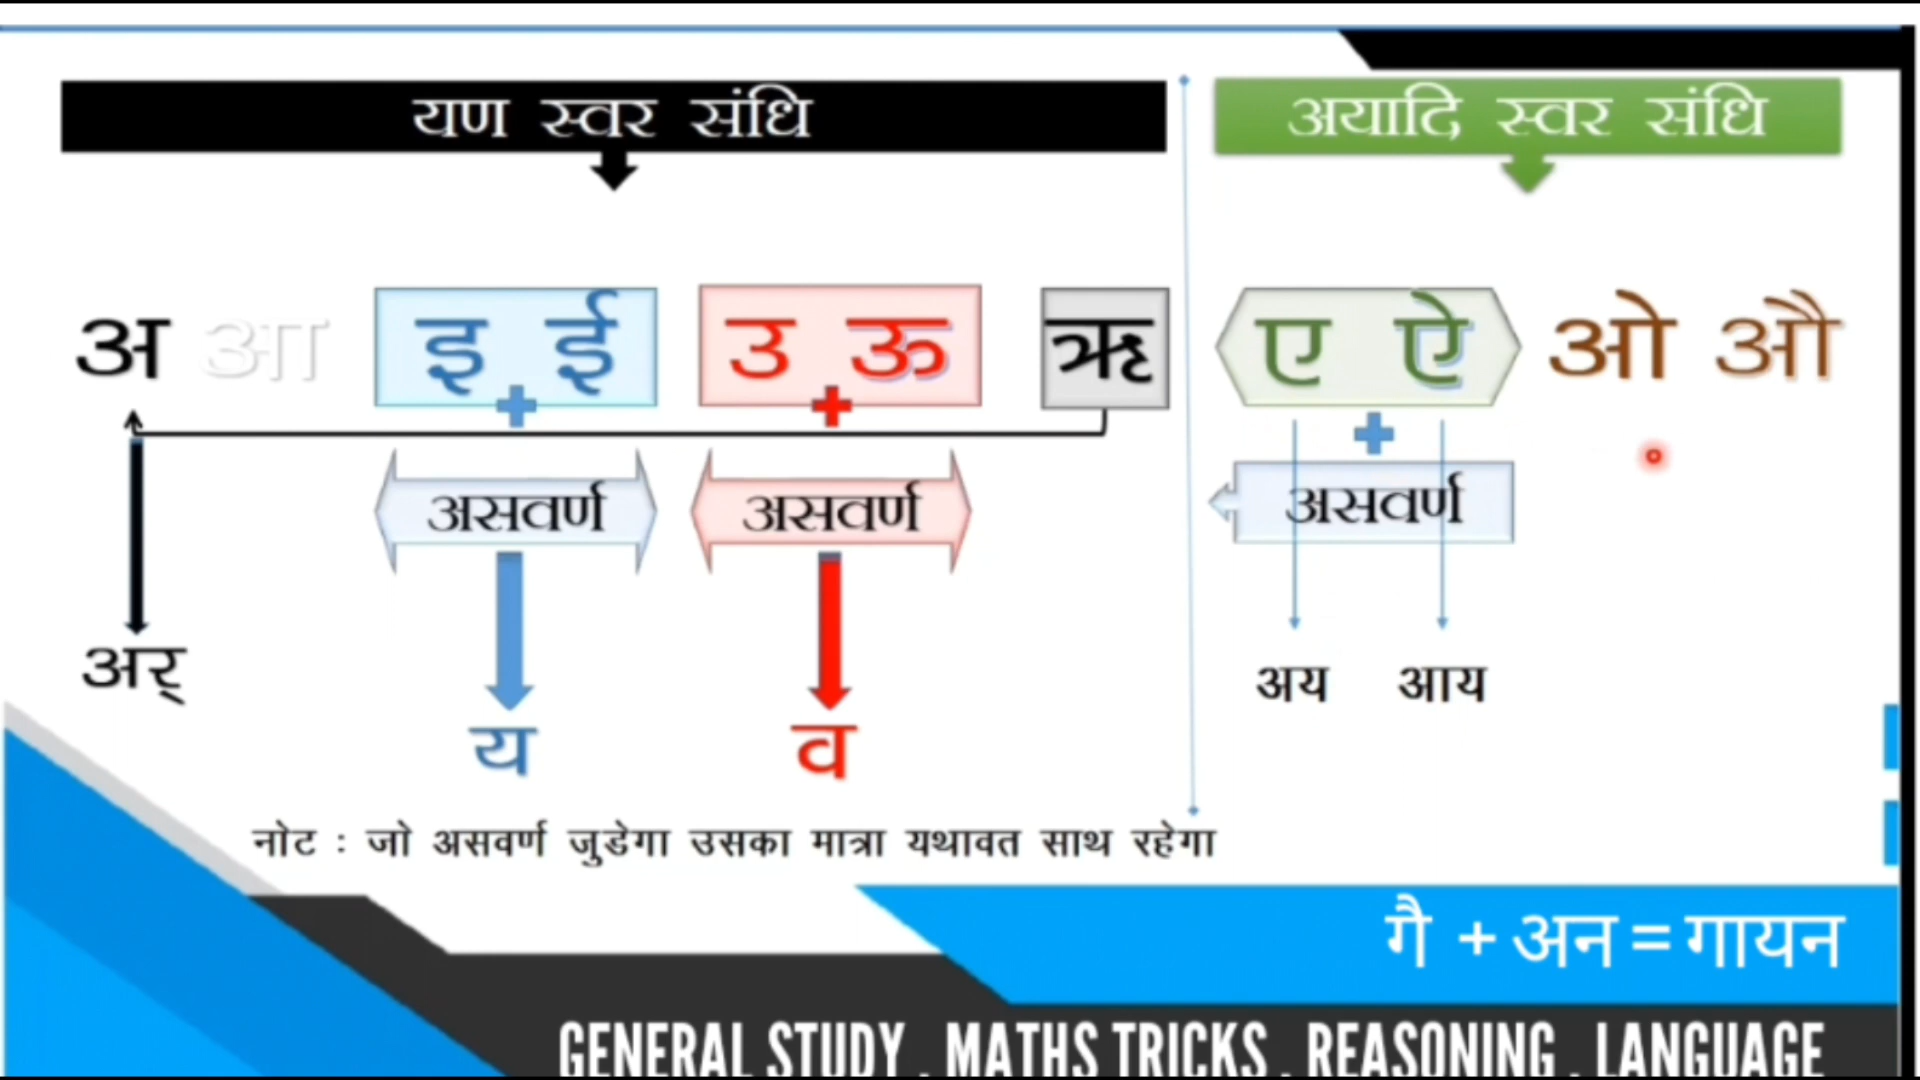 यण स्वर संधि
अयादि स्वर संधि
अ आ इ ई उ ऊ ऋ ए ऐ ओ औ
असवर्ण असवर्ण असवर्ण
अर् य व अय आय
नोट : जो असवर्ण जुडेगा उसका मात्रा यथावत साथ रहेगा
गै + अन = गायन
GENERAL STUDY , MATHS TRICKS , REASONING , LANGUAGE